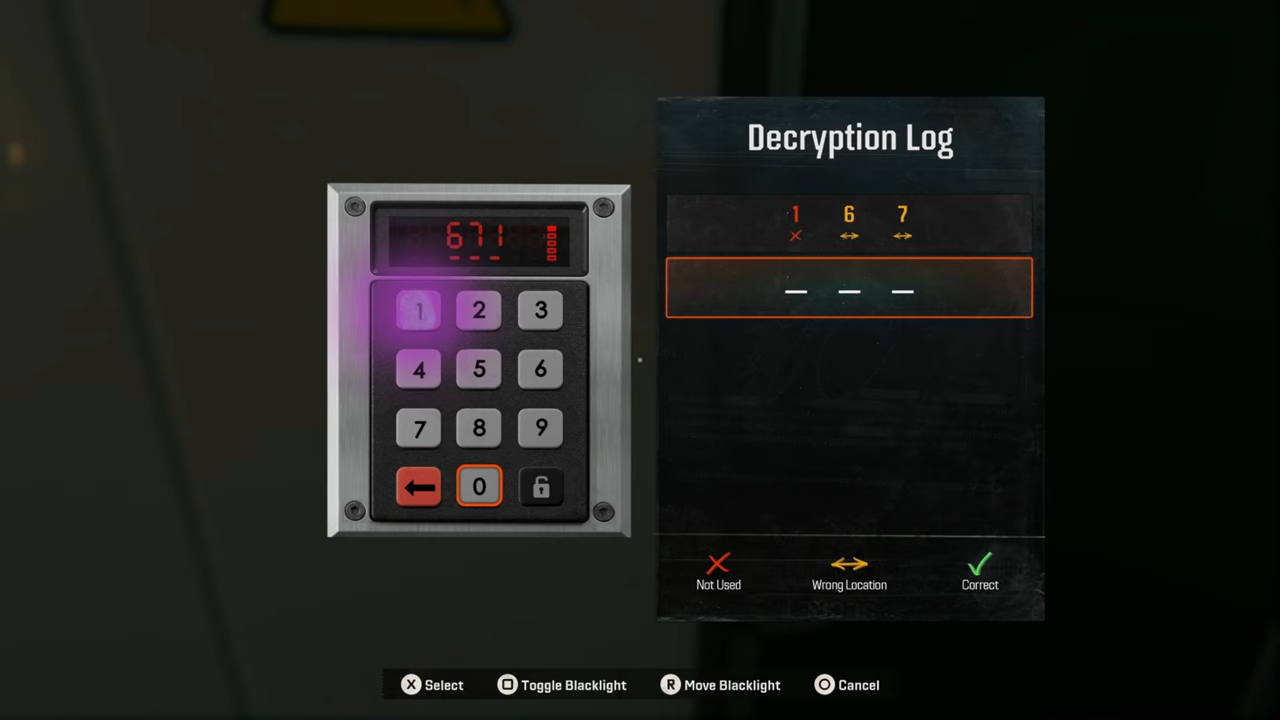 Decryption Log
671
1 6 7
1 2 3
4 5 6
7 8 9
0
Not Used
Wrong Location
Correct
X Select
Toggle Blacklight
R Move Blacklight
Cancel